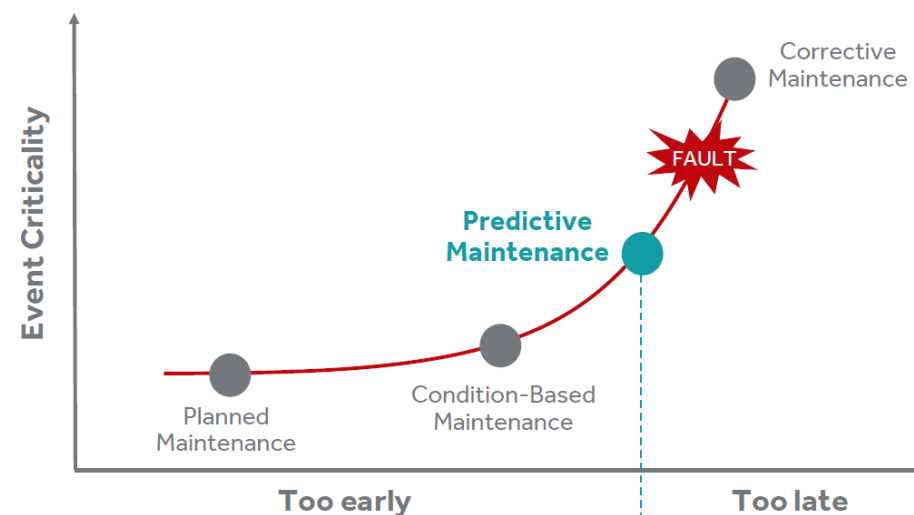 Event Criticality
Corrective
Maintenance
FAULT
Predictive
Maintenance
Condition-Based
Maintenance
Planned
Maintenance
Too early
Too late